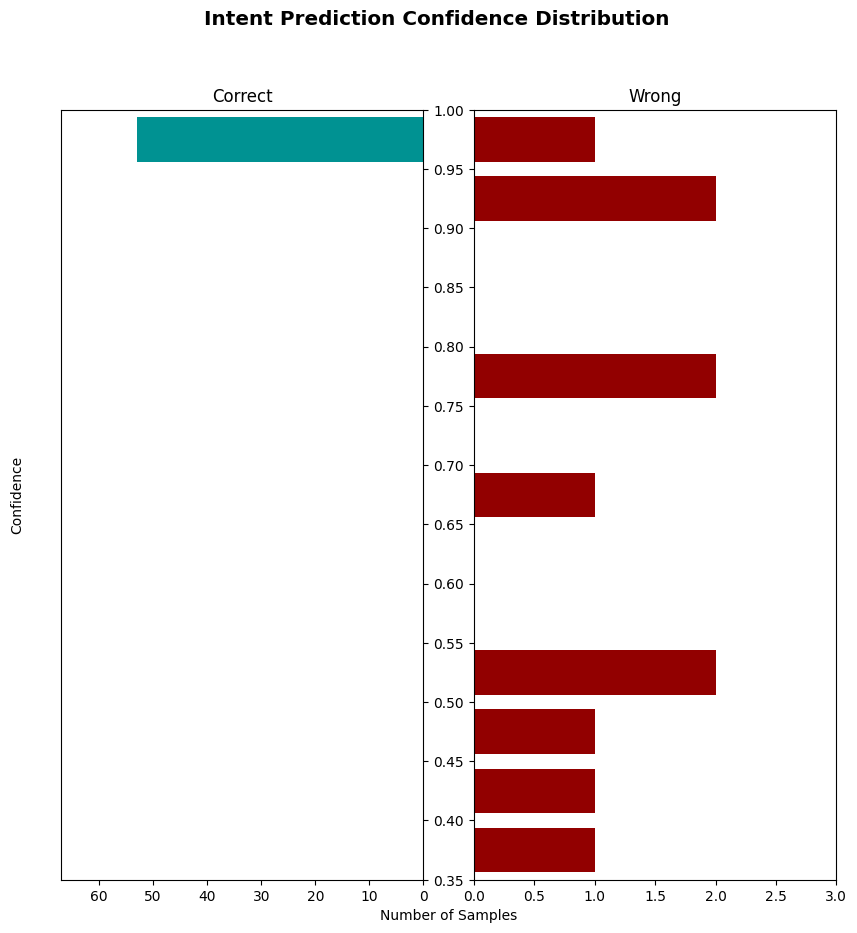 Intent Prediction Confidence Distribution
Correct
Wrong
Confidence
1.00
0.95
0.90
0.85
0.80
0.75
0.70
0.65
0.60
0.55
0.50
0.45
0.40
0.35
60 50 40 30 20 10 0
0.0 0.5 1.0 1.5 2.0 2.5 3.0
Number of Samples